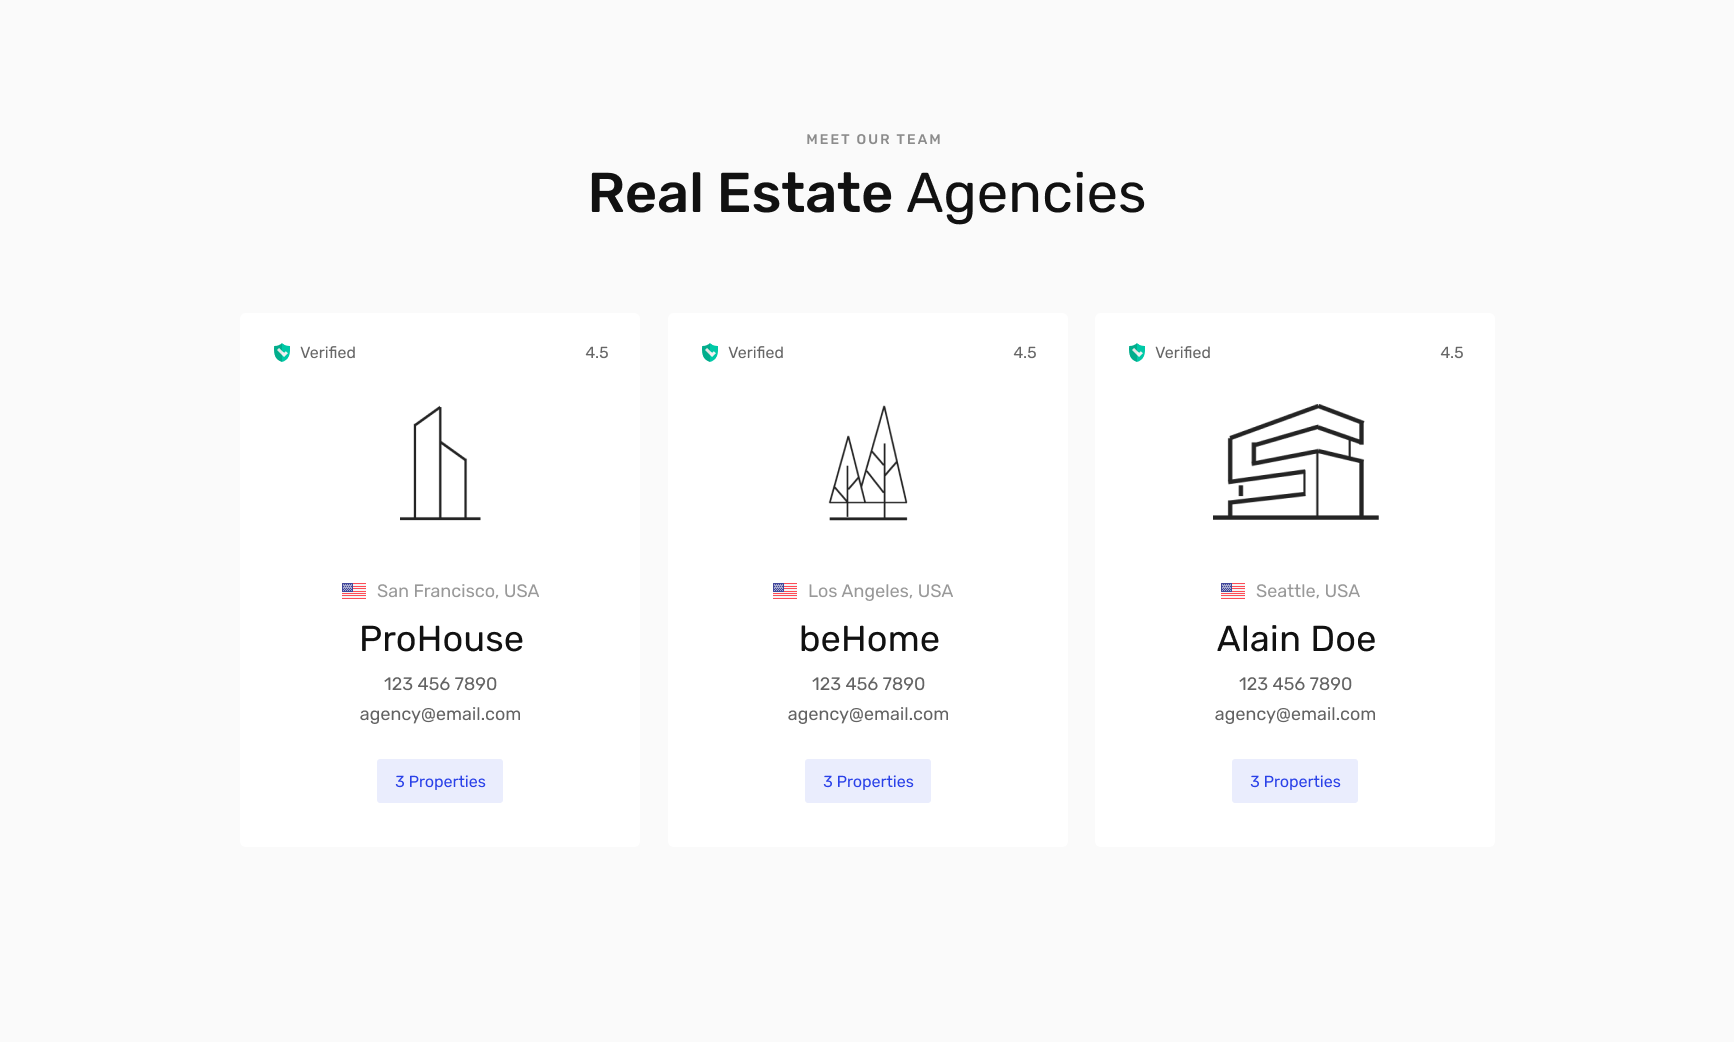 MEET OUR TEAM
Real Estate Agencies
Verified
4.5
San Francisco, USA
ProHouse
123 456 7890
agency@email.com
3 Properties
Verified
4.5
Los Angeles, USA
beHome
123 456 7890
agency@email.com
3 Properties
Verified
4.5
Seattle, USA
Alain Doe
123 456 7890
agency@email.com
3 Properties